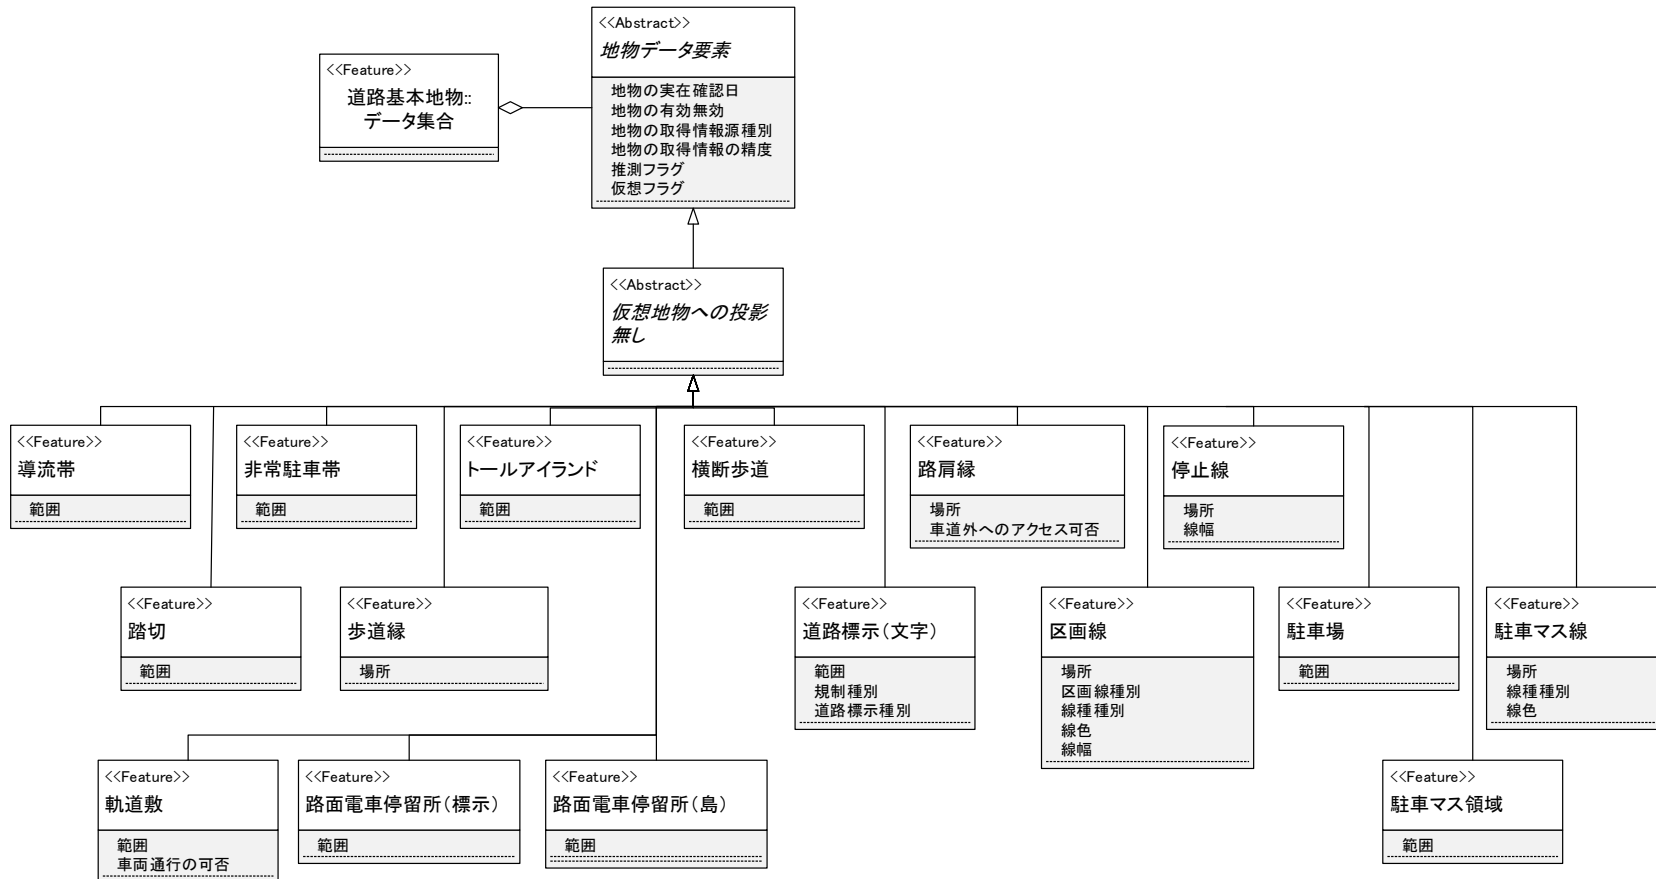 <<Abstract>>
地物データ要素
地物の実在確認日
地物の有効無効
地物の取得情報源種別
地物の取得情報の精度
推測フラグ
仮想フラグ
<<Feature>>
道路基本地物::
データ集合
<<Abstract>>
仮想地物への投影
無し
<<Feature>>
導流帯
範囲
<<Feature>>
非常駐車帯
範囲
<<Feature>>
トールアイランド
範囲
<<Feature>>
横断歩道
範囲
<<Feature>>
路肩縁
場所
車道外へのアクセス可否
<<Feature>>
停止線
場所
線幅
<<Feature>>
踏切
範囲
<<Feature>>
歩道縁
場所
<<Feature>>
道路標示(文字)
範囲
規制種別
道路標示種別
<<Feature>>
区画線
場所
区画線種別
線種種別
線色
線幅
<<Feature>>
駐車場
範囲
<<Feature>>
駐車マス線
場所
線種種別
線色
<<Feature>>
軌道敷
範囲
車両通行の可否
<<Feature>>
路面電車停留所(標示)
範囲
<<Feature>>
路面電車停留所(島)
範囲
<<Feature>>
駐車マス領域
範囲